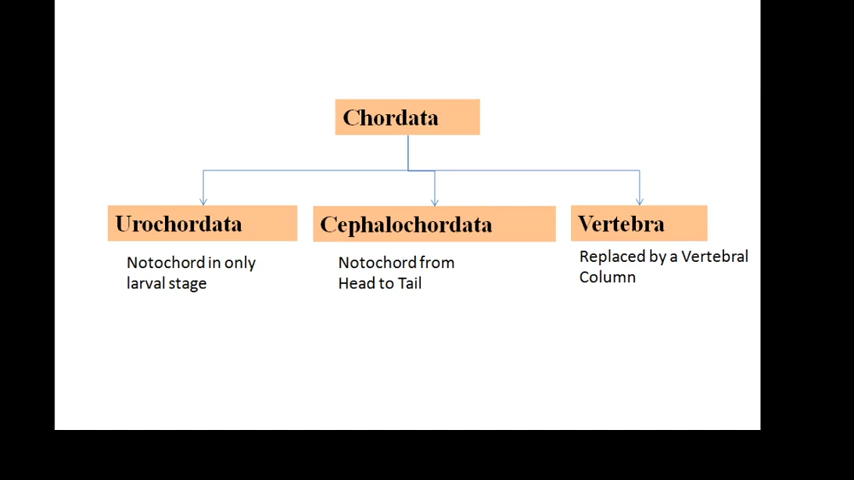 Chordata
Urochordata
Cephalochordata
Vertebra
Notochord in only
larval stage
Notochord from
Head to Tail
Replaced by a Vertebral
Column